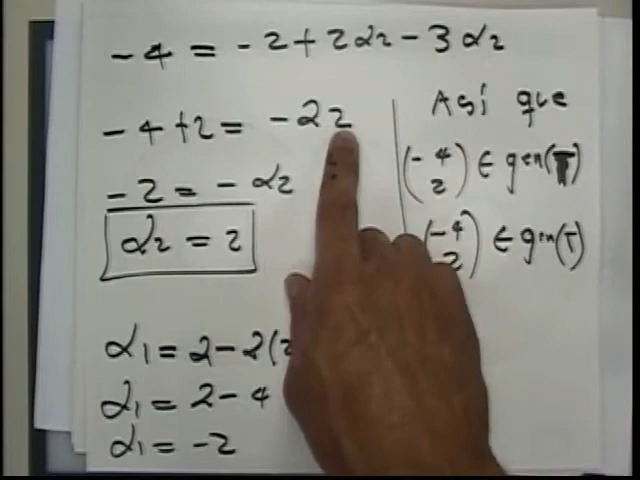 -4 = -2+2α2-3α2
-4+2 = -α2
-2 = -α2
α2 = 2
α1 = 2-2(2
α1 = 2-4
α1 = -2
Así que
(-4 2) ∈ gen(T)
(-4 2) ∈ gen(T)